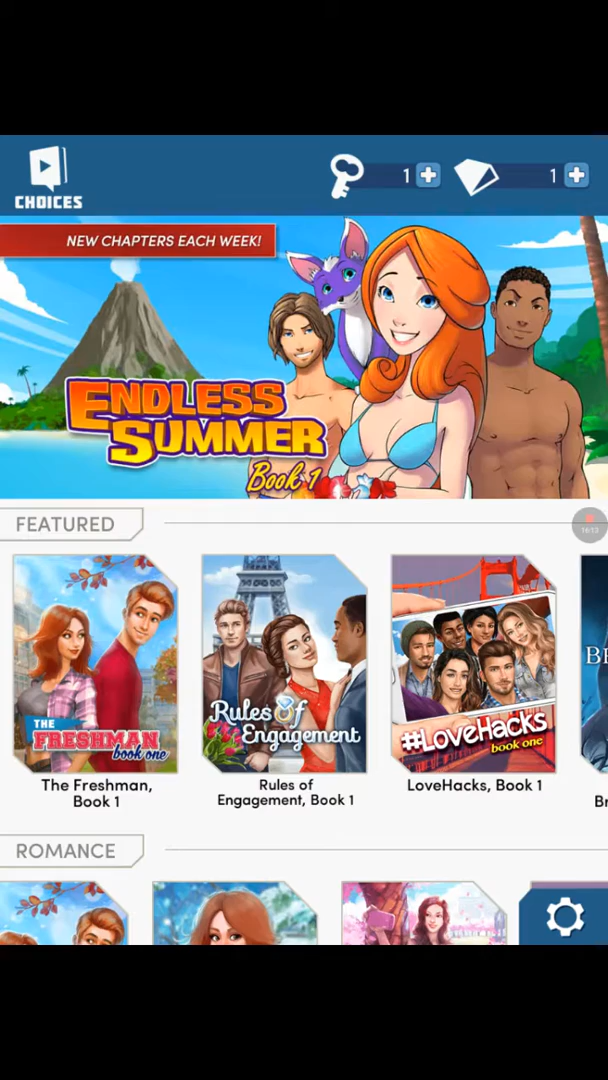 CHOICES
1
1
NEW CHAPTERS EACH WEEK!
ENDLESS
SUMMER
Book 1
FEATURED
THE
FRESHMAN
book one
Rules of
Engagement
#LoveHacks
book one
The Freshman,
Book 1
Rules of
Engagement, Book 1
LoveHacks, Book 1
ROMANCE